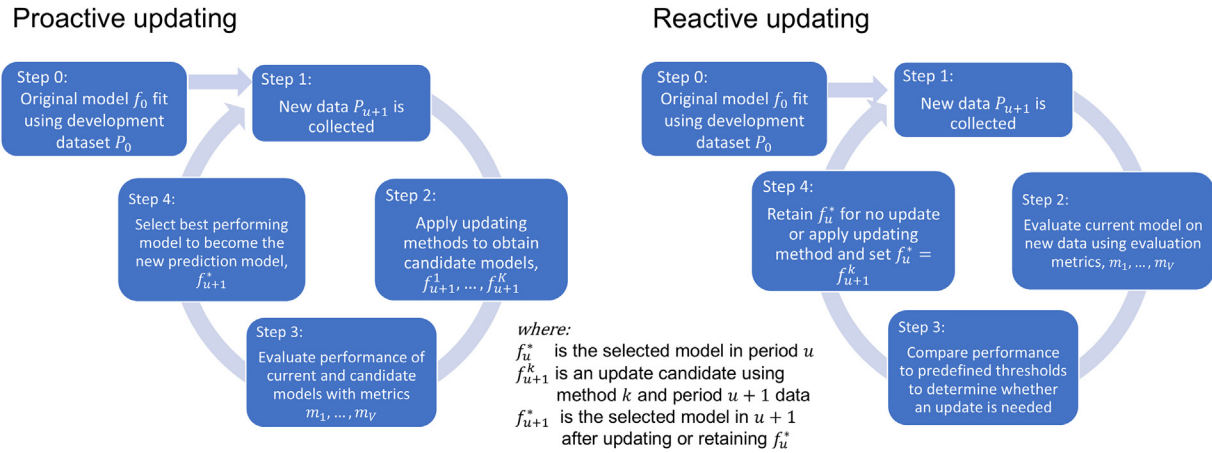 Proactive updating
Step 0:
Original model f₀ fit
using development
dataset P₀
Step 1:
New data Pᵤ₊₁ is
collected
Step 2:
Apply updating
methods to obtain
candidate models,
f¹ᵤ₊₁, … , fᴷᵤ₊₁
Step 3:
Evaluate performance of
current and candidate
models with metrics
m₁, … , m_V
Step 4:
Select best performing
model to become the
new prediction model,
f*ᵤ₊₁
Reactive updating
Step 0:
Original model f₀ fit
using development
dataset P₀
Step 1:
New data Pᵤ₊₁ is
collected
Step 2:
Evaluate current model on
new data using evaluation
metrics, m₁, … , m_V
Step 3:
Compare performance
to predefined thresholds
to determine whether
an update is needed
Step 4:
Retain f*ᵤ for no update
or apply updating
method and set f*ᵤ =
fᵏᵤ₊₁
where:
f*ᵤ is the selected model in period u
fᵏᵤ₊₁ is an update candidate using
method k and period u + 1 data
f*ᵤ₊₁ is the selected model in u + 1
after updating or retaining f*ᵤ